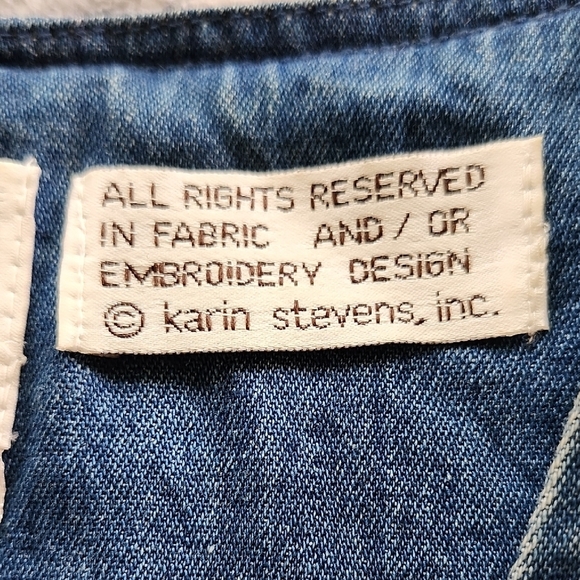 ALL RIGHTS RESERVED
IN FABRIC AND / OR
EMBROIDERY DESIGN
© karin stevens, inc.